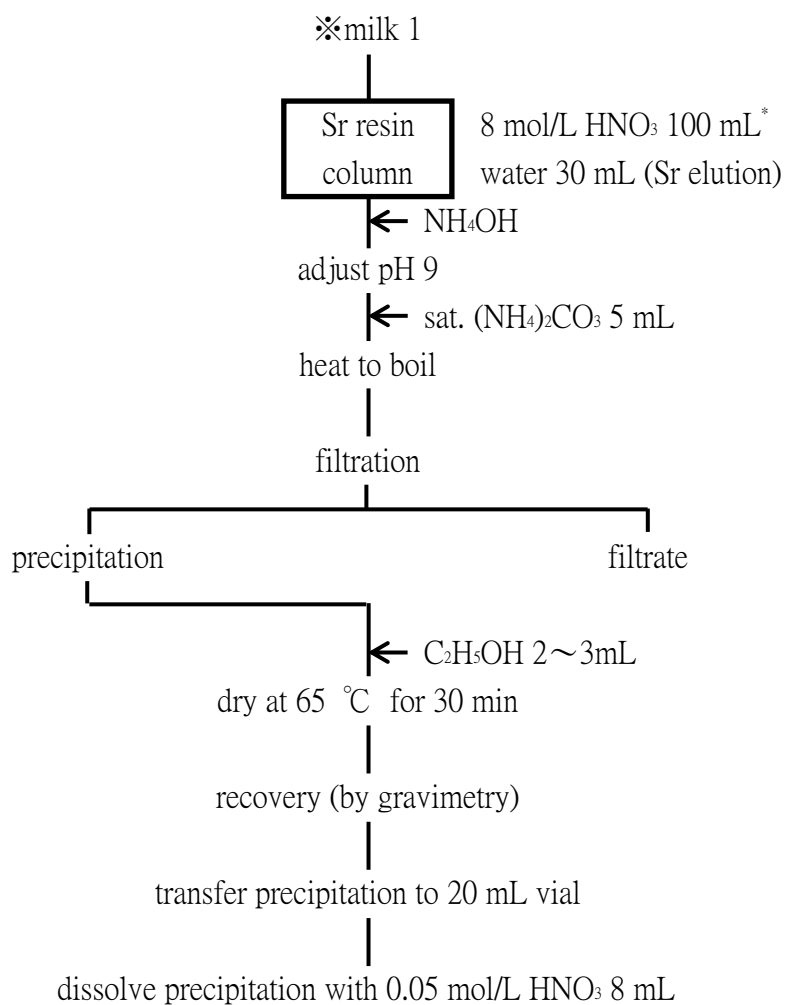 ※milk 1
Sr resin column
8 mol/L HNO₃ 100 mL*
water 30 mL (Sr elution)
NH₄OH
adjust pH 9
sat. (NH₄)₂CO₃ 5 mL
heat to boil
filtration
precipitation
filtrate
C₂H₅OH 2～3mL
dry at 65 ℃ for 30 min
recovery (by gravimetry)
transfer precipitation to 20 mL vial
dissolve precipitation with 0.05 mol/L HNO₃ 8 mL